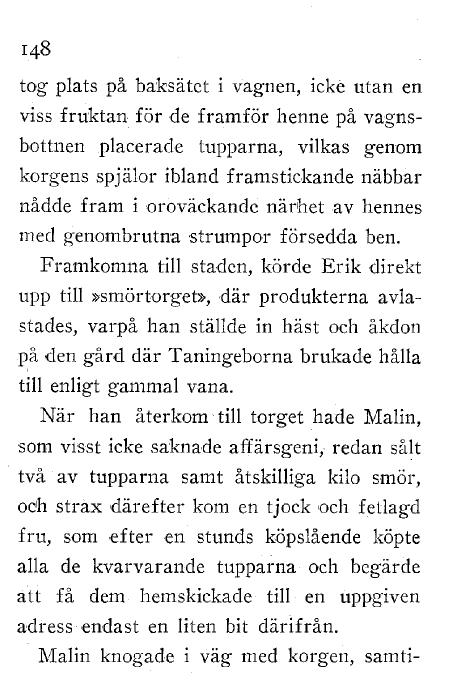 148
tog plats på baksätet i vagnen, icke utan en
viss fruktan för de framför henne på vagns-
bottnen placerade tupparna, vilkas genom
korgens spjälor ibland framstickande näbbar
nådde fram i oroväckande närhet av hennes
med genombrutna strumpor försedda ben.
Framkomna till staden, körde Erik direkt
upp till »smörtorget», där produkterna avla-
stades, varpå han ställde in häst och åkdon
på den gård där Taningeborna brukade hålla
till enligt gammal vana.
När han återkom till torget hade Malin,
som visst icke saknade affärsgeni, redan sålt
två av tupparna samt åtskilliga kilo smör,
och strax därefter kom en tjock och fetlagd
fru, som efter en stunds köpslående köpte
alla de kvarvarande tupparna och begärde
att få dem hemskickade till en uppgiven
adress endast en liten bit därifrån.
Malin knogade i väg med korgen, samti-